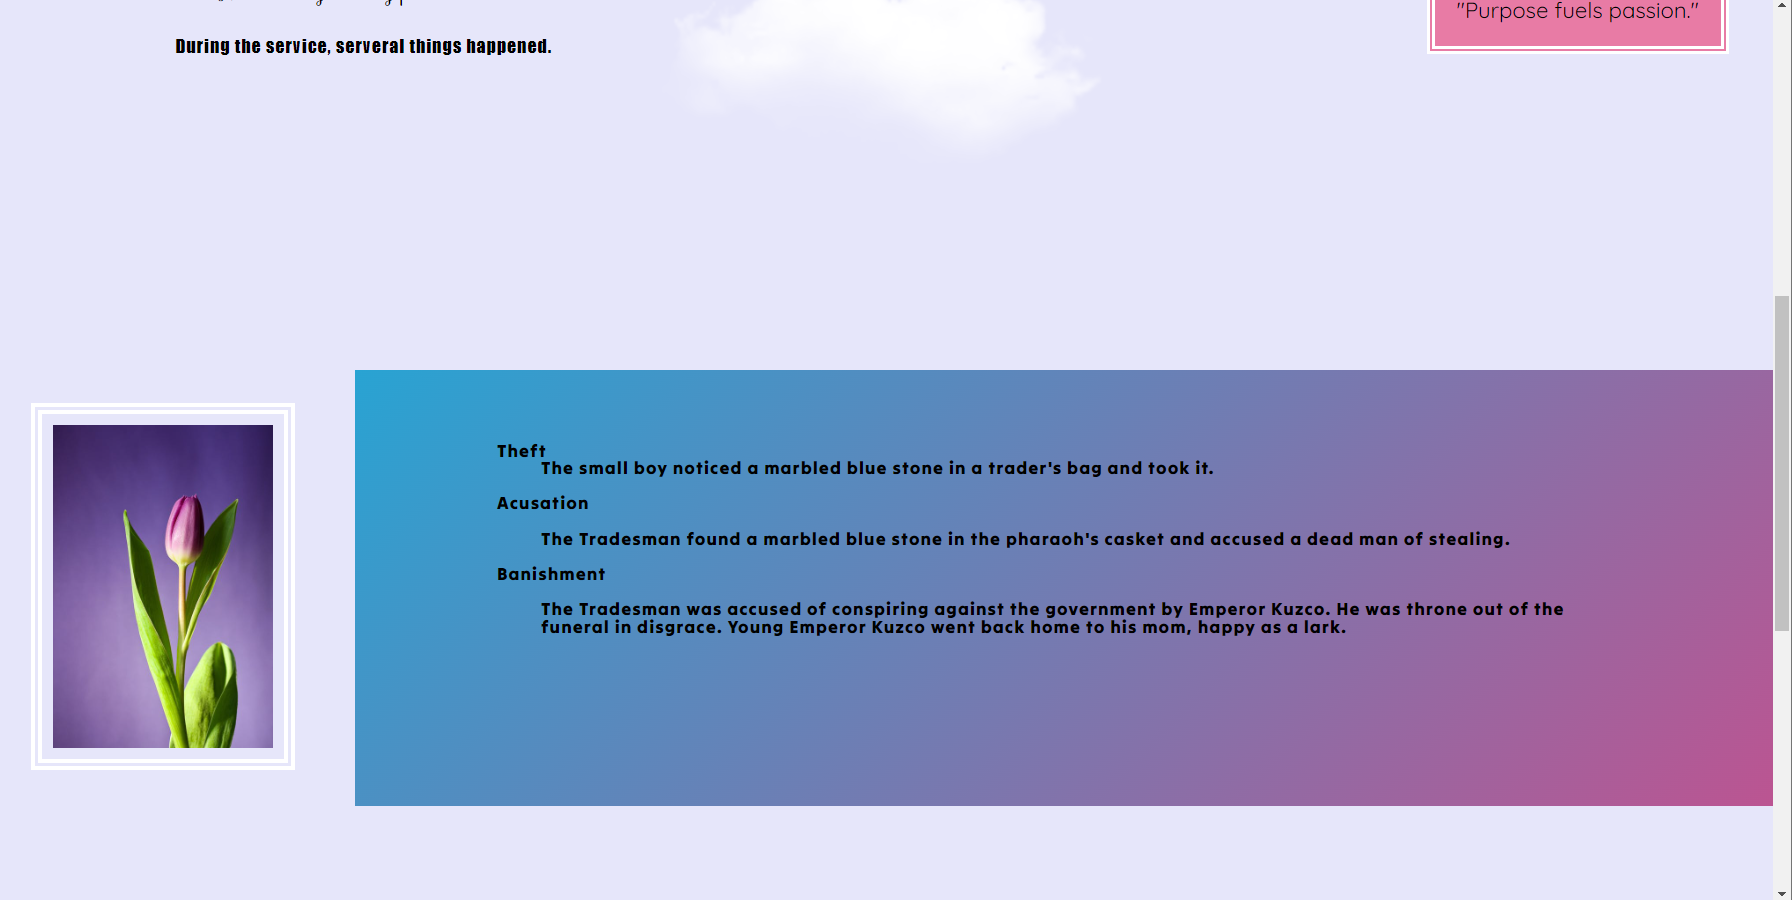 "Purpose fuels passion."
During the service, serveral things happened.
Theft
The small boy noticed a marbled blue stone in a trader's bag and took it.
Acusation
The Tradesman found a marbled blue stone in the pharaoh's casket and accused a dead man of stealing.
Banishment
The Tradesman was accused of conspiring against the government by Emperor Kuzco. He was throne out of the
funeral in disgrace. Young Emperor Kuzco went back home to his mom, happy as a lark.